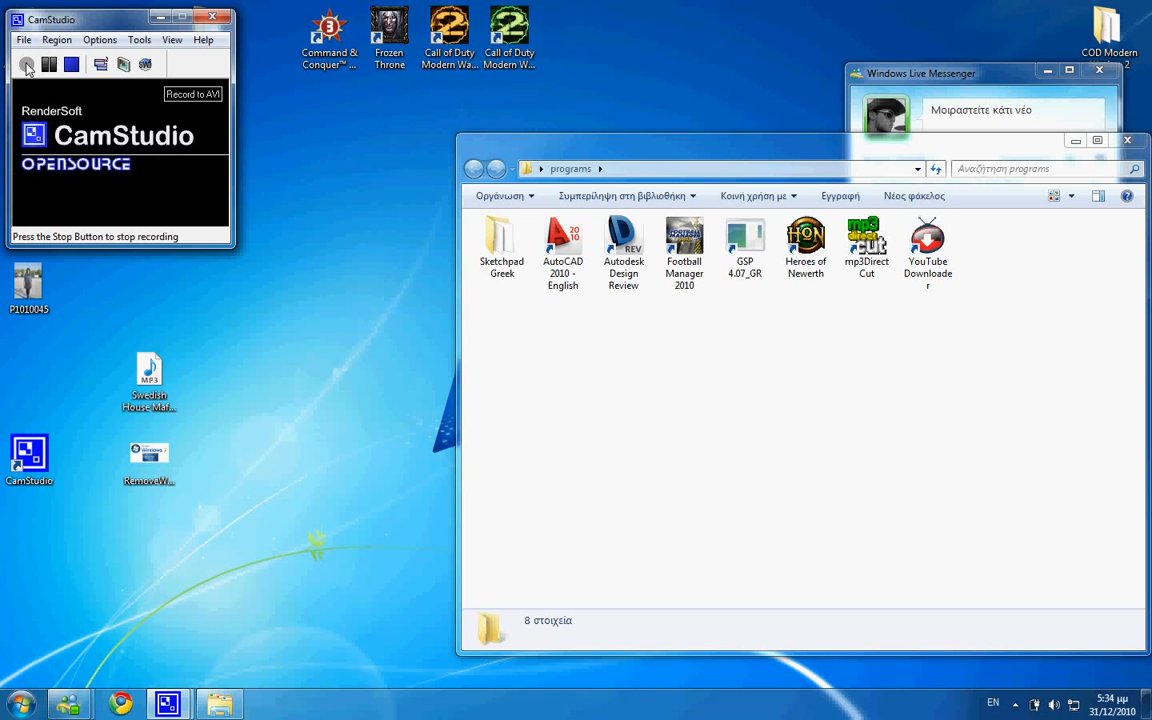 CamStudio
File Region Options Tools View Help
Record to AVI
RenderSoft
CamStudio
OPENSOURCE
Press the Stop Button to stop recording
Command &
Conquer™ ...
Frozen
Throne
Call of Duty
Modern Wa...
Call of Duty
Modern W...
COD Modern
Windows Live Messenger
Μοιραστείτε κάτι νέο
programs
Αναζήτηση programs
Οργάνωση Συμπερίληψη στη βιβλιοθήκη Κοινή χρήση με Εγγραφή Νέος φάκελος
Sketchpad
Greek
AutoCAD
2010 -
English
Autodesk
Design
Review
Football
Manager
2010
GSP
4.07_GR
Heroes of
Newerth
mp3Direct
Cut
YouTube
Downloade
r
8 στοιχεία
P1010045
MP3
Swedish
House Maf...
CamStudio
RemoveW...
EN
5:34 μμ
31/12/2010